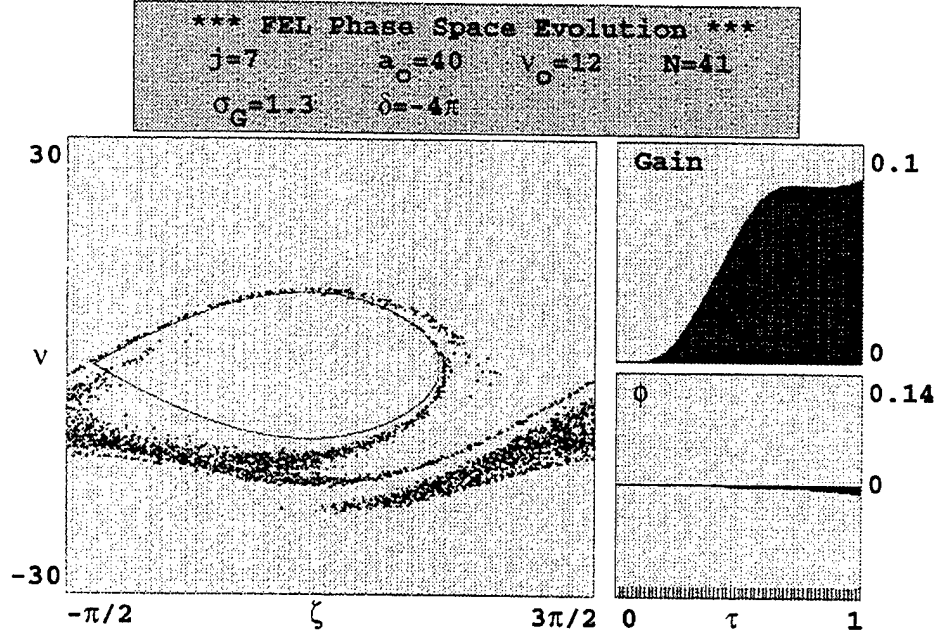 *** FEL Phase Space Evolution ***
j=7 a₀=40 ν₀=12 N=41
σG=1.3 δ=-4π
30
ν
-30
-π/2 ζ 3π/2
Gain
0.1
0
φ
0.14
0
0 τ 1